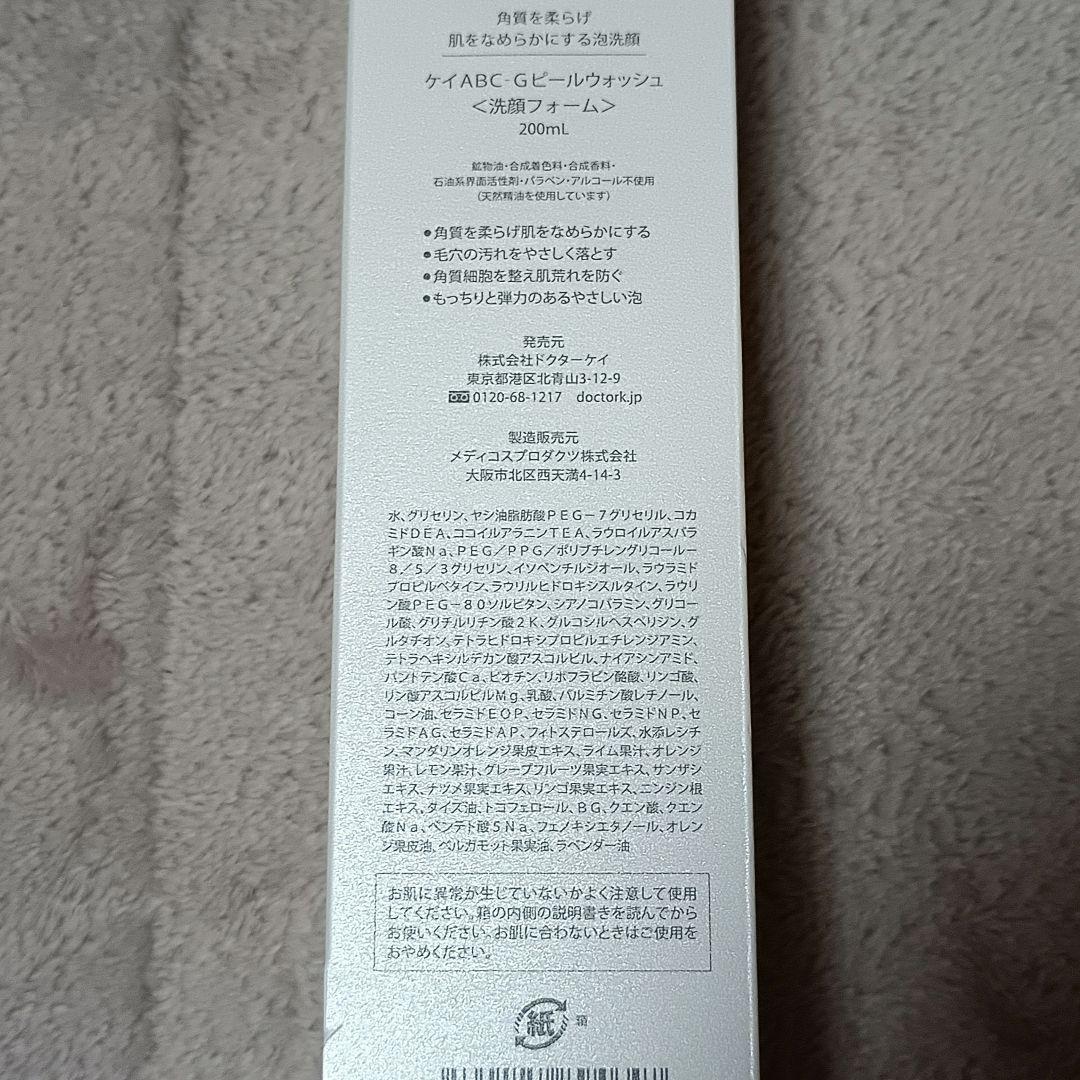 角質を柔らげ
肌をなめらかにする泡洗顔
ケイABC-Gピールウォッシュ
＜洗顔フォーム＞
200mL
鉱物油・合成着色料・合成香料・
石油系界面活性剤・パラベン・アルコール不使用
(天然精油を使用しています)
●角質を柔らげ肌をなめらかにする
●毛穴の汚れをやさしく落とす
●角質細胞を整え肌荒れを防ぐ
●もっちりと弾力のあるやさしい泡
発売元
株式会社ドクターケイ
東京都港区北青山3-12-9
0120-68-1217 doctork.jp
製造販売元
メディコスプロダクツ株式会社
大阪市北区西天満4-14-3
水、グリセリン、ヤシ油脂肪酸ＰＥＧ－７グリセリル、コカ
ミドＤＥＡ、ココイルアラニンＴＥＡ、ラウロイルアスパラ
ギン酸Ｎａ、ＰＥＧ／ＰＰＧ／ポリブチレングリコール－
８／５／３グリセリン、イソペンチルジオール、ラウラミド
プロピルベタイン、ラウリルヒドロキシスルタイン、ラウリ
ン酸ＰＥＧ－８０ソルビタン、シアノコバラミン、グリコー
ル酸、グリチルリチン酸２Ｋ、グルコシルヘスペリジン、グ
ルタチオン、テトラヒドロキシプロピルエチレンジアミン、
テトラヘキシルデカン酸アスコルビル、ナイアシンアミド、
パントテン酸Ｃａ、ビオチン、リボフラビン酪酸、リンゴ酸、
リン酸アスコルビルＭｇ、乳酸、パルミチン酸レチノール、
コーン油、セラミドＥＯＰ、セラミドＮＧ、セラミドＮＰ、セ
ラミドＡＧ、セラミドＡＰ、フィトステロールズ、水添レシチ
ン、マンダリンオレンジ果皮エキス、ライム果汁、オレンジ
果汁、レモン果汁、グレープフルーツ果実エキス、サンザシ
エキス、ナツメ果実エキス、リンゴ果実エキス、ニンジン根
エキス、ダイズ油、トコフェロール、ＢＧ、クエン酸、クエン
酸Ｎａ、ペンテト酸５Ｎａ、フェノキシエタノール、オレン
ジ果皮油、ベルガモット果実油、ラベンダー油
お肌に異常が生じていないかよく注意して使用
してください。箱の内側の説明書きを読んでから
お使いください。お肌に合わないときはご使用を
おやめください。
紙 箱